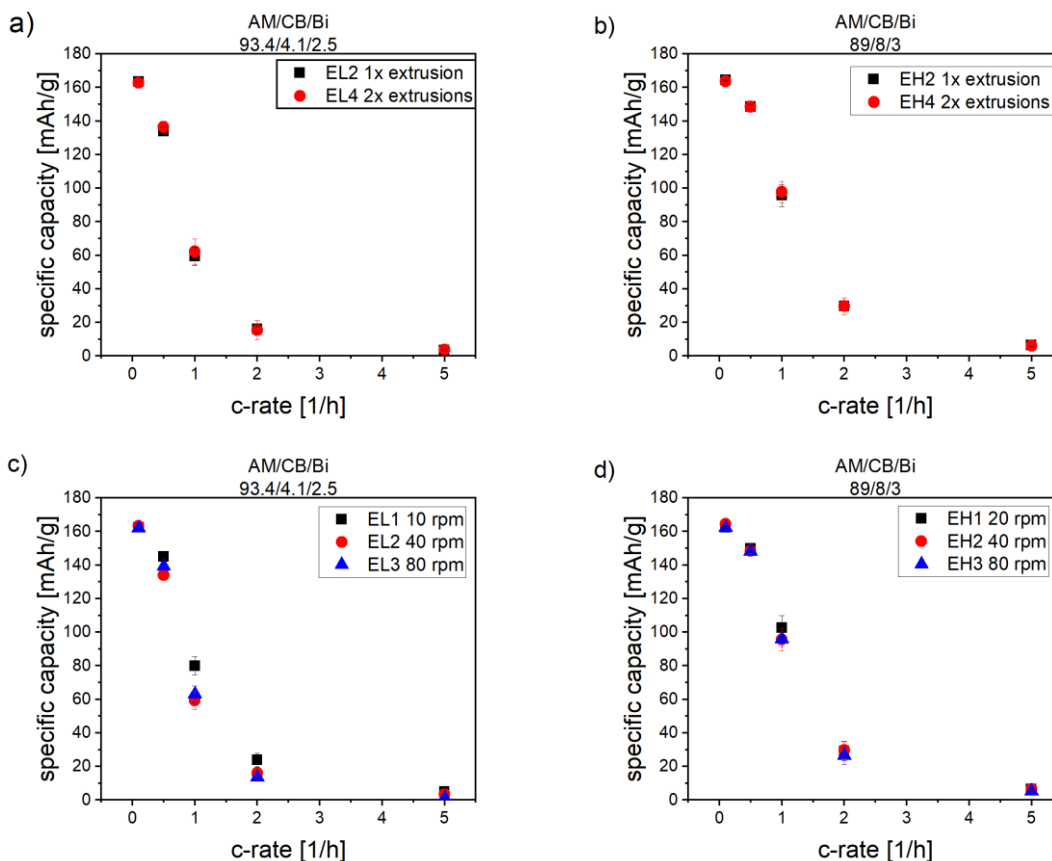 a)
AM/CB/Bi
93.4/4.1/2.5
EL2 1x extrusion
EL4 2x extrusions
specific capacity [mAh/g]
180
160
140
120
100
80
60
40
20
0
0 1 2 3 4 5
c-rate [1/h]
b)
AM/CB/Bi
89/8/3
EH2 1x extrusion
EH4 2x extrusions
specific capacity [mAh/g]
180
160
140
120
100
80
60
40
20
0
0 1 2 3 4 5
c-rate [1/h]
c)
AM/CB/Bi
93.4/4.1/2.5
EL1 10 rpm
EL2 40 rpm
EL3 80 rpm
specific capacity [mAh/g]
180
160
140
120
100
80
60
40
20
0
0 1 2 3 4 5
c-rate [1/h]
d)
AM/CB/Bi
89/8/3
EH1 20 rpm
EH2 40 rpm
EH3 80 rpm
specific capacity [mAh/g]
180
160
140
120
100
80
60
40
20
0
0 1 2 3 4 5
c-rate [1/h]